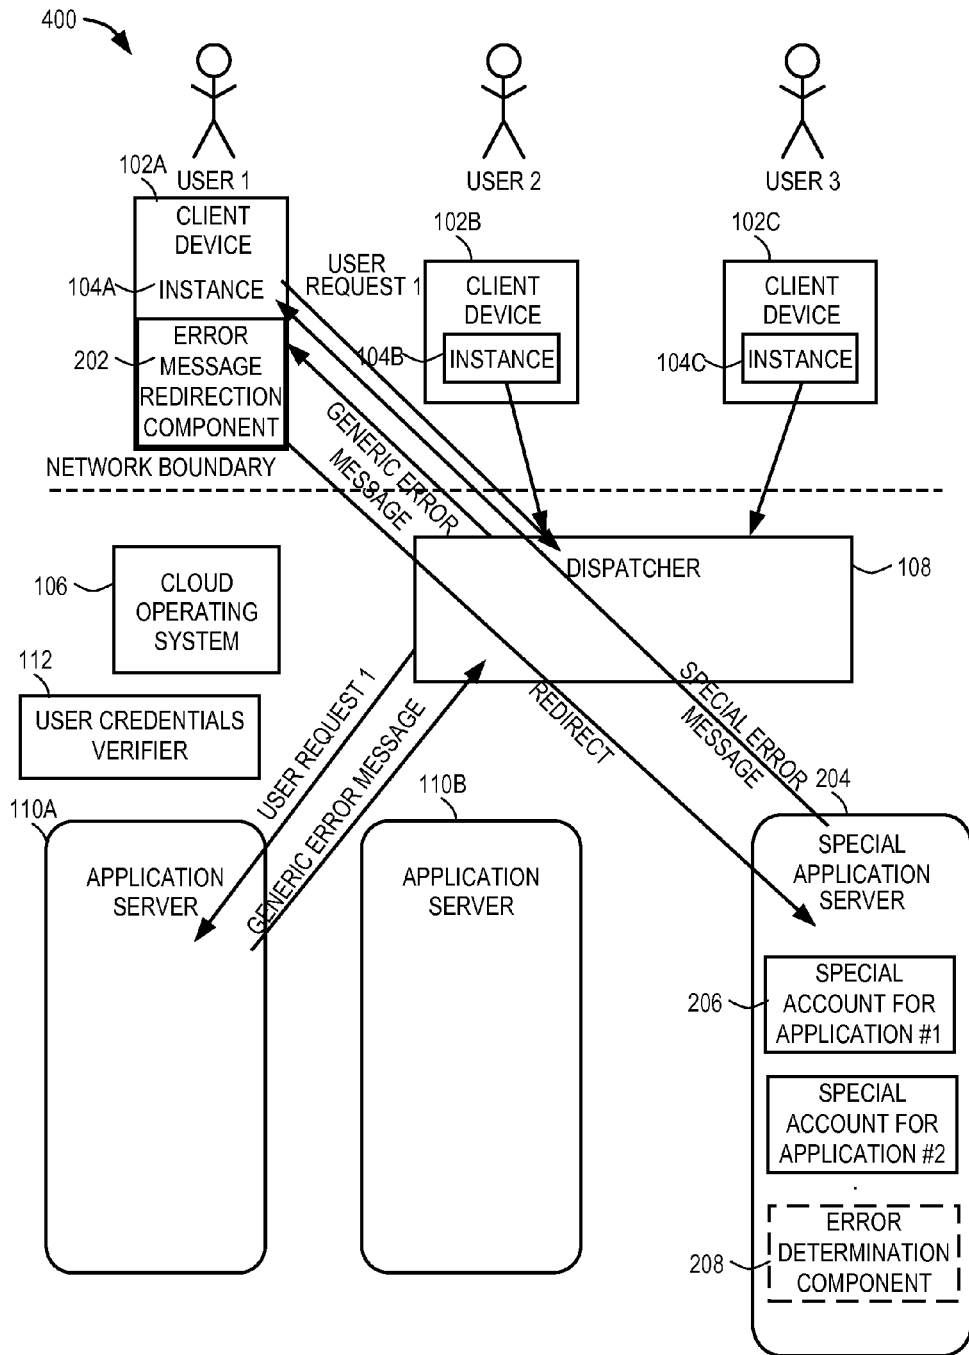 400
USER 1
USER 2
USER 3
102A
CLIENT
DEVICE
104A
INSTANCE
202
ERROR
MESSAGE
REDIRECTION
COMPONENT
USER
REQUEST 1
102B
CLIENT
DEVICE
104B
INSTANCE
102C
CLIENT
DEVICE
104C
INSTANCE
GENERIC ERROR
MESSAGE
NETWORK BOUNDARY
106
CLOUD
OPERATING
SYSTEM
DISPATCHER
108
112
USER CREDENTIALS
VERIFIER
USER REQUEST 1
GENERIC ERROR MESSAGE
REDIRECT
SPECIAL ERROR
MESSAGE
110A
APPLICATION
SERVER
110B
APPLICATION
SERVER
204
SPECIAL
APPLICATION
SERVER
206
SPECIAL
ACCOUNT FOR
APPLICATION #1
SPECIAL
ACCOUNT FOR
APPLICATION #2
208
ERROR
DETERMINATION
COMPONENT